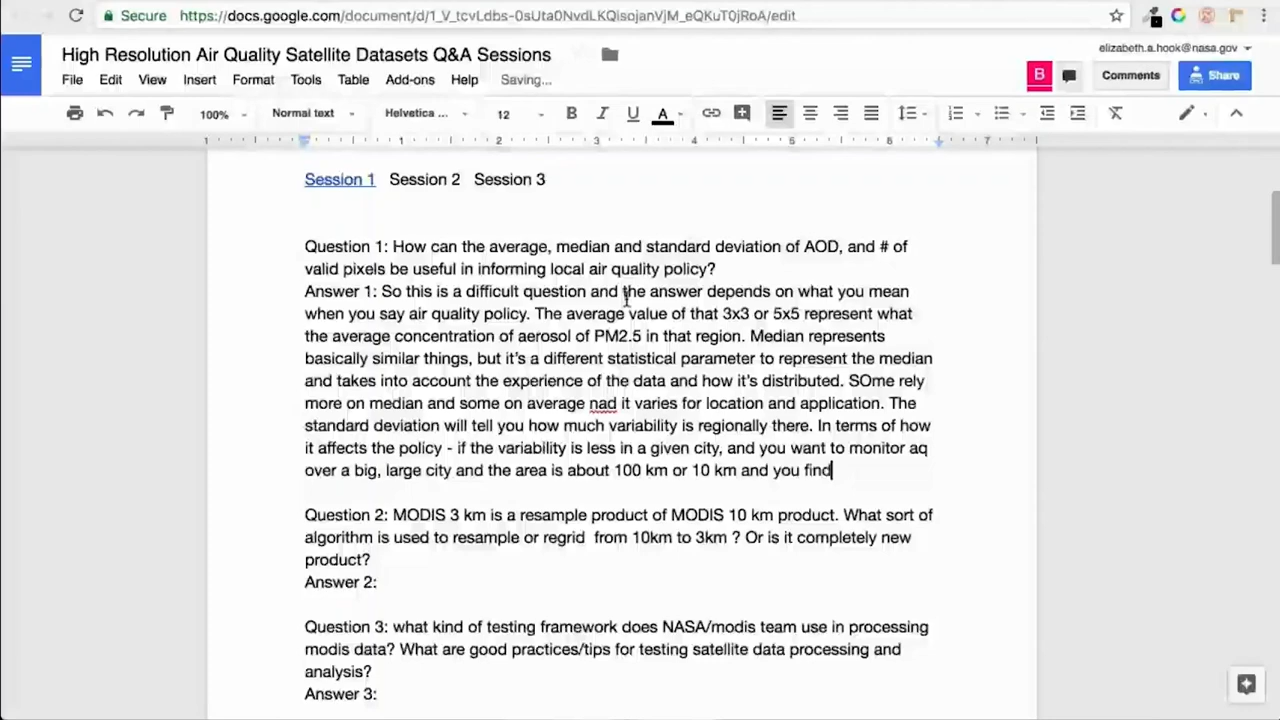 Secure https://docs.google.com/document/d/1_V_tcvLdbs-0sUta0NvdLKQisojanVjM_eQKuT0jRoA/edit
High Resolution Air Quality Satellite Datasets Q&A Sessions
elizabeth.a.hook@nasa.gov
File Edit View Insert Format Tools Table Add-ons Help Saving...
B Comments Share
100% Normal text Helvetica ... 12 B I U A
1 1 2 3 4 5 6 7
Session 1 Session 2 Session 3
Question 1: How can the average, median and standard deviation of AOD, and # of
valid pixels be useful in informing local air quality policy?
Answer 1: So this is a difficult question and the answer depends on what you mean
when you say air quality policy. The average value of that 3x3 or 5x5 represent what
the average concentration of aerosol of PM2.5 in that region. Median represents
basically similar things, but it's a different statistical parameter to represent the median
and takes into account the experience of the data and how it's distributed. SOme rely
more on median and some on average nad it varies for location and application. The
standard deviation will tell you how much variability is regionally there. In terms of how
it affects the policy - if the variability is less in a given city, and you want to monitor aq
over a big, large city and the area is about 100 km or 10 km and you find
Question 2: MODIS 3 km is a resample product of MODIS 10 km product. What sort of
algorithm is used to resample or regrid from 10km to 3km ? Or is it completely new
product?
Answer 2:
Question 3: what kind of testing framework does NASA/modis team use in processing
modis data? What are good practices/tips for testing satellite data processing and
analysis?
Answer 3: